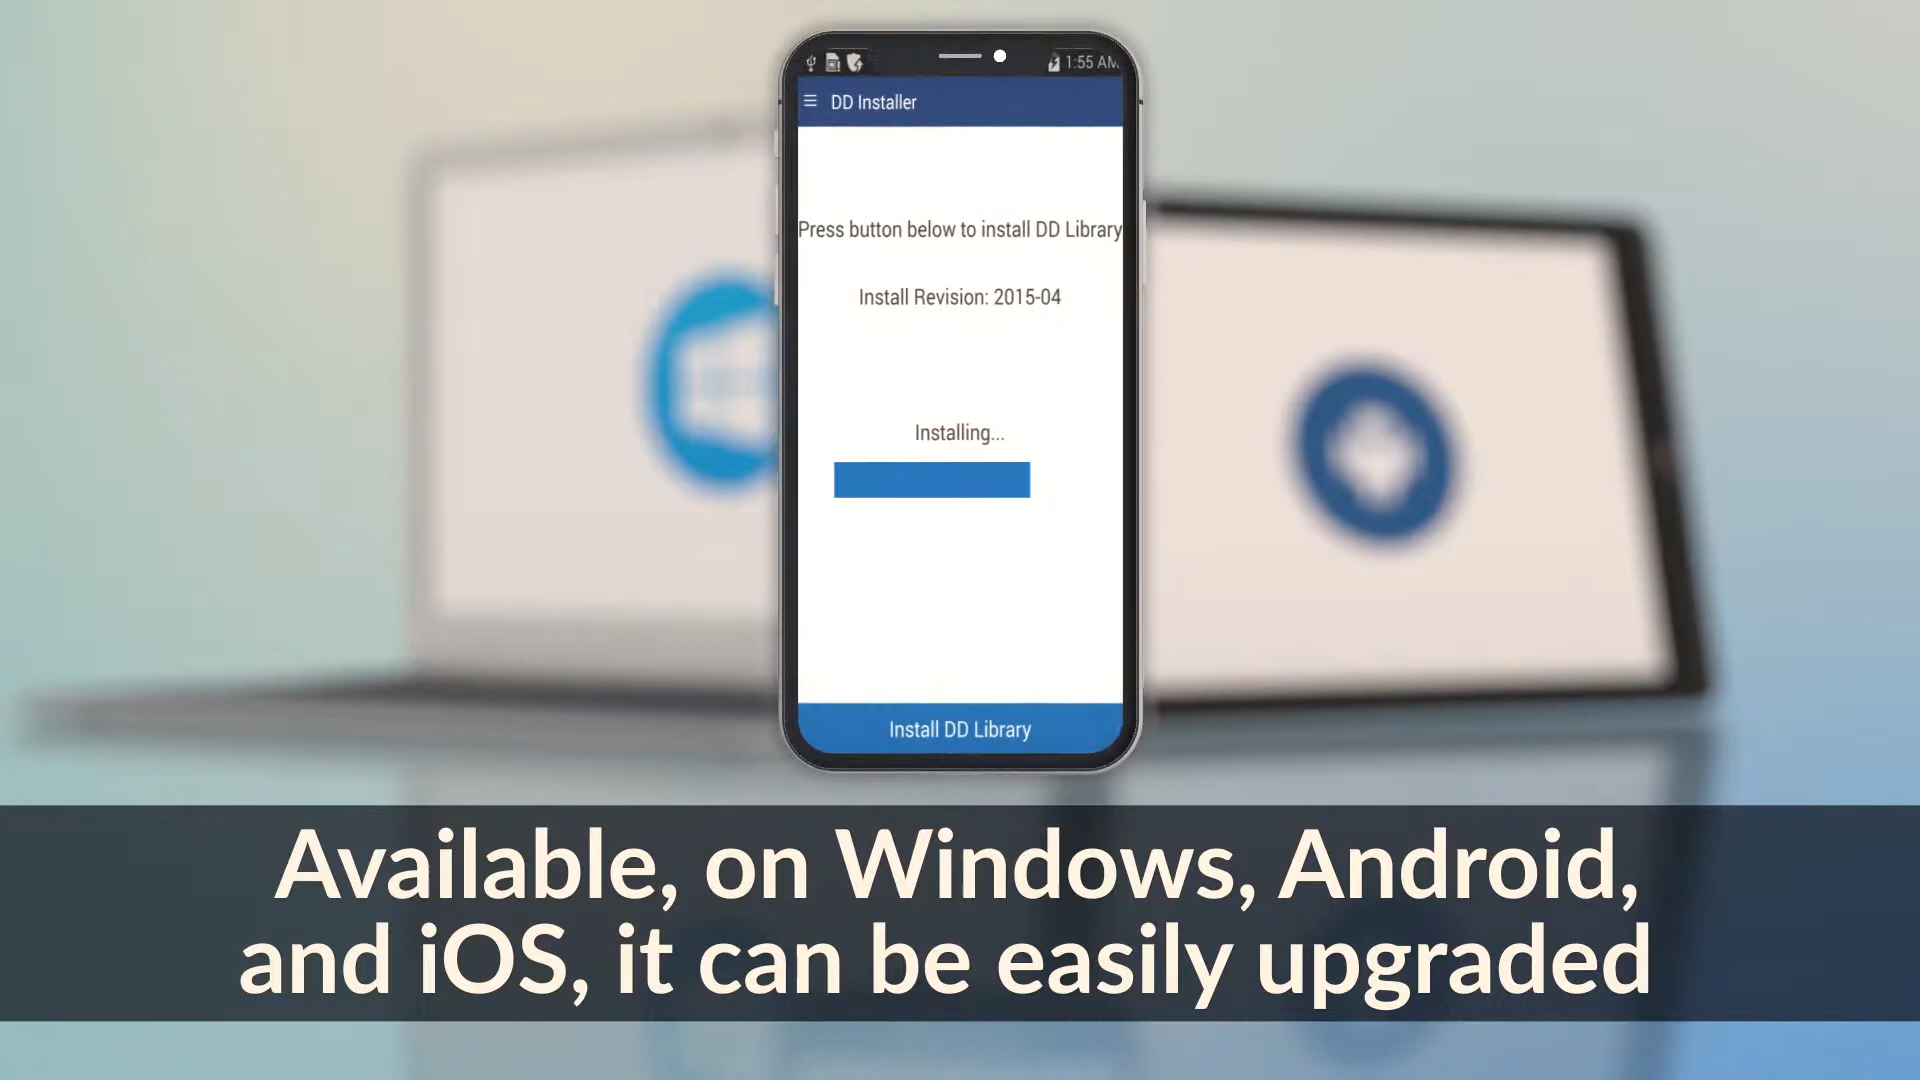 1:55 AM
DD Installer
Press button below to install DD Library
Install Revision: 2015-04
Installing...
Install DD Library
Available, on Windows, Android,
and iOS, it can be easily upgraded